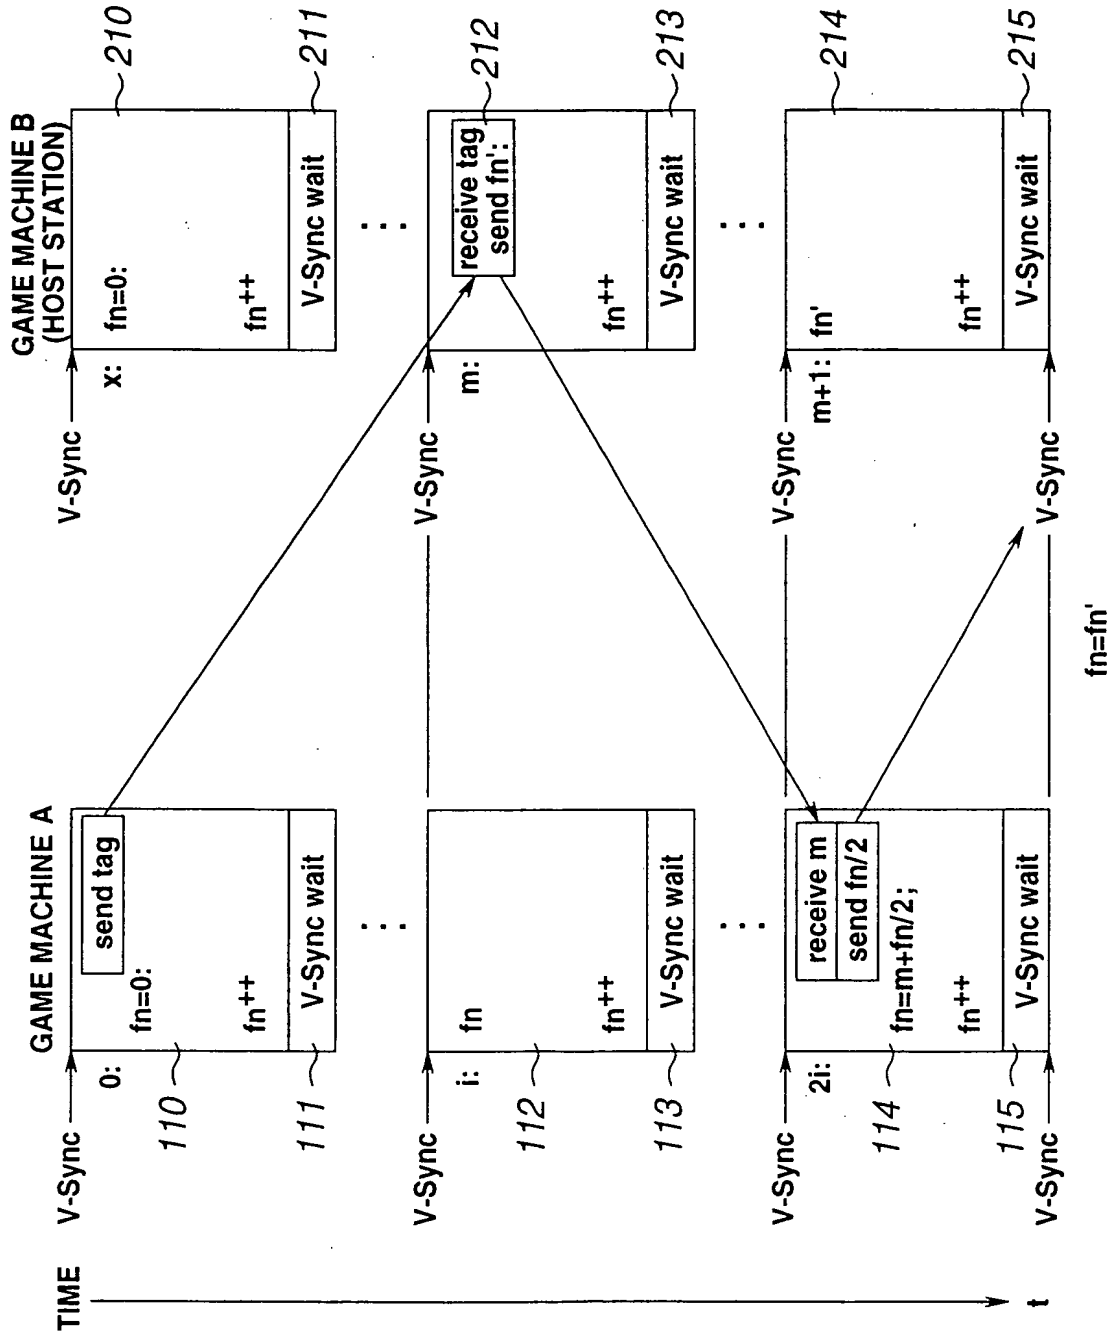 TIME
t
GAME MACHINE A
V-Sync
0:
send tag
fn=0:
fn++
110
V-Sync wait
111
V-Sync
i:
fn
fn++
112
V-Sync wait
113
V-Sync
2i:
receive m
send fn/2
fn=m+fn/2;
fn++
114
V-Sync wait
115
V-Sync
GAME MACHINE B
(HOST STATION)
V-Sync
x:
fn=0:
fn++
210
V-Sync wait
211
V-Sync
m:
receive tag
send fn':
212
fn++
V-Sync wait
213
V-Sync
m+1:
fn'
fn++
214
V-Sync wait
215
V-Sync
fn=fn'